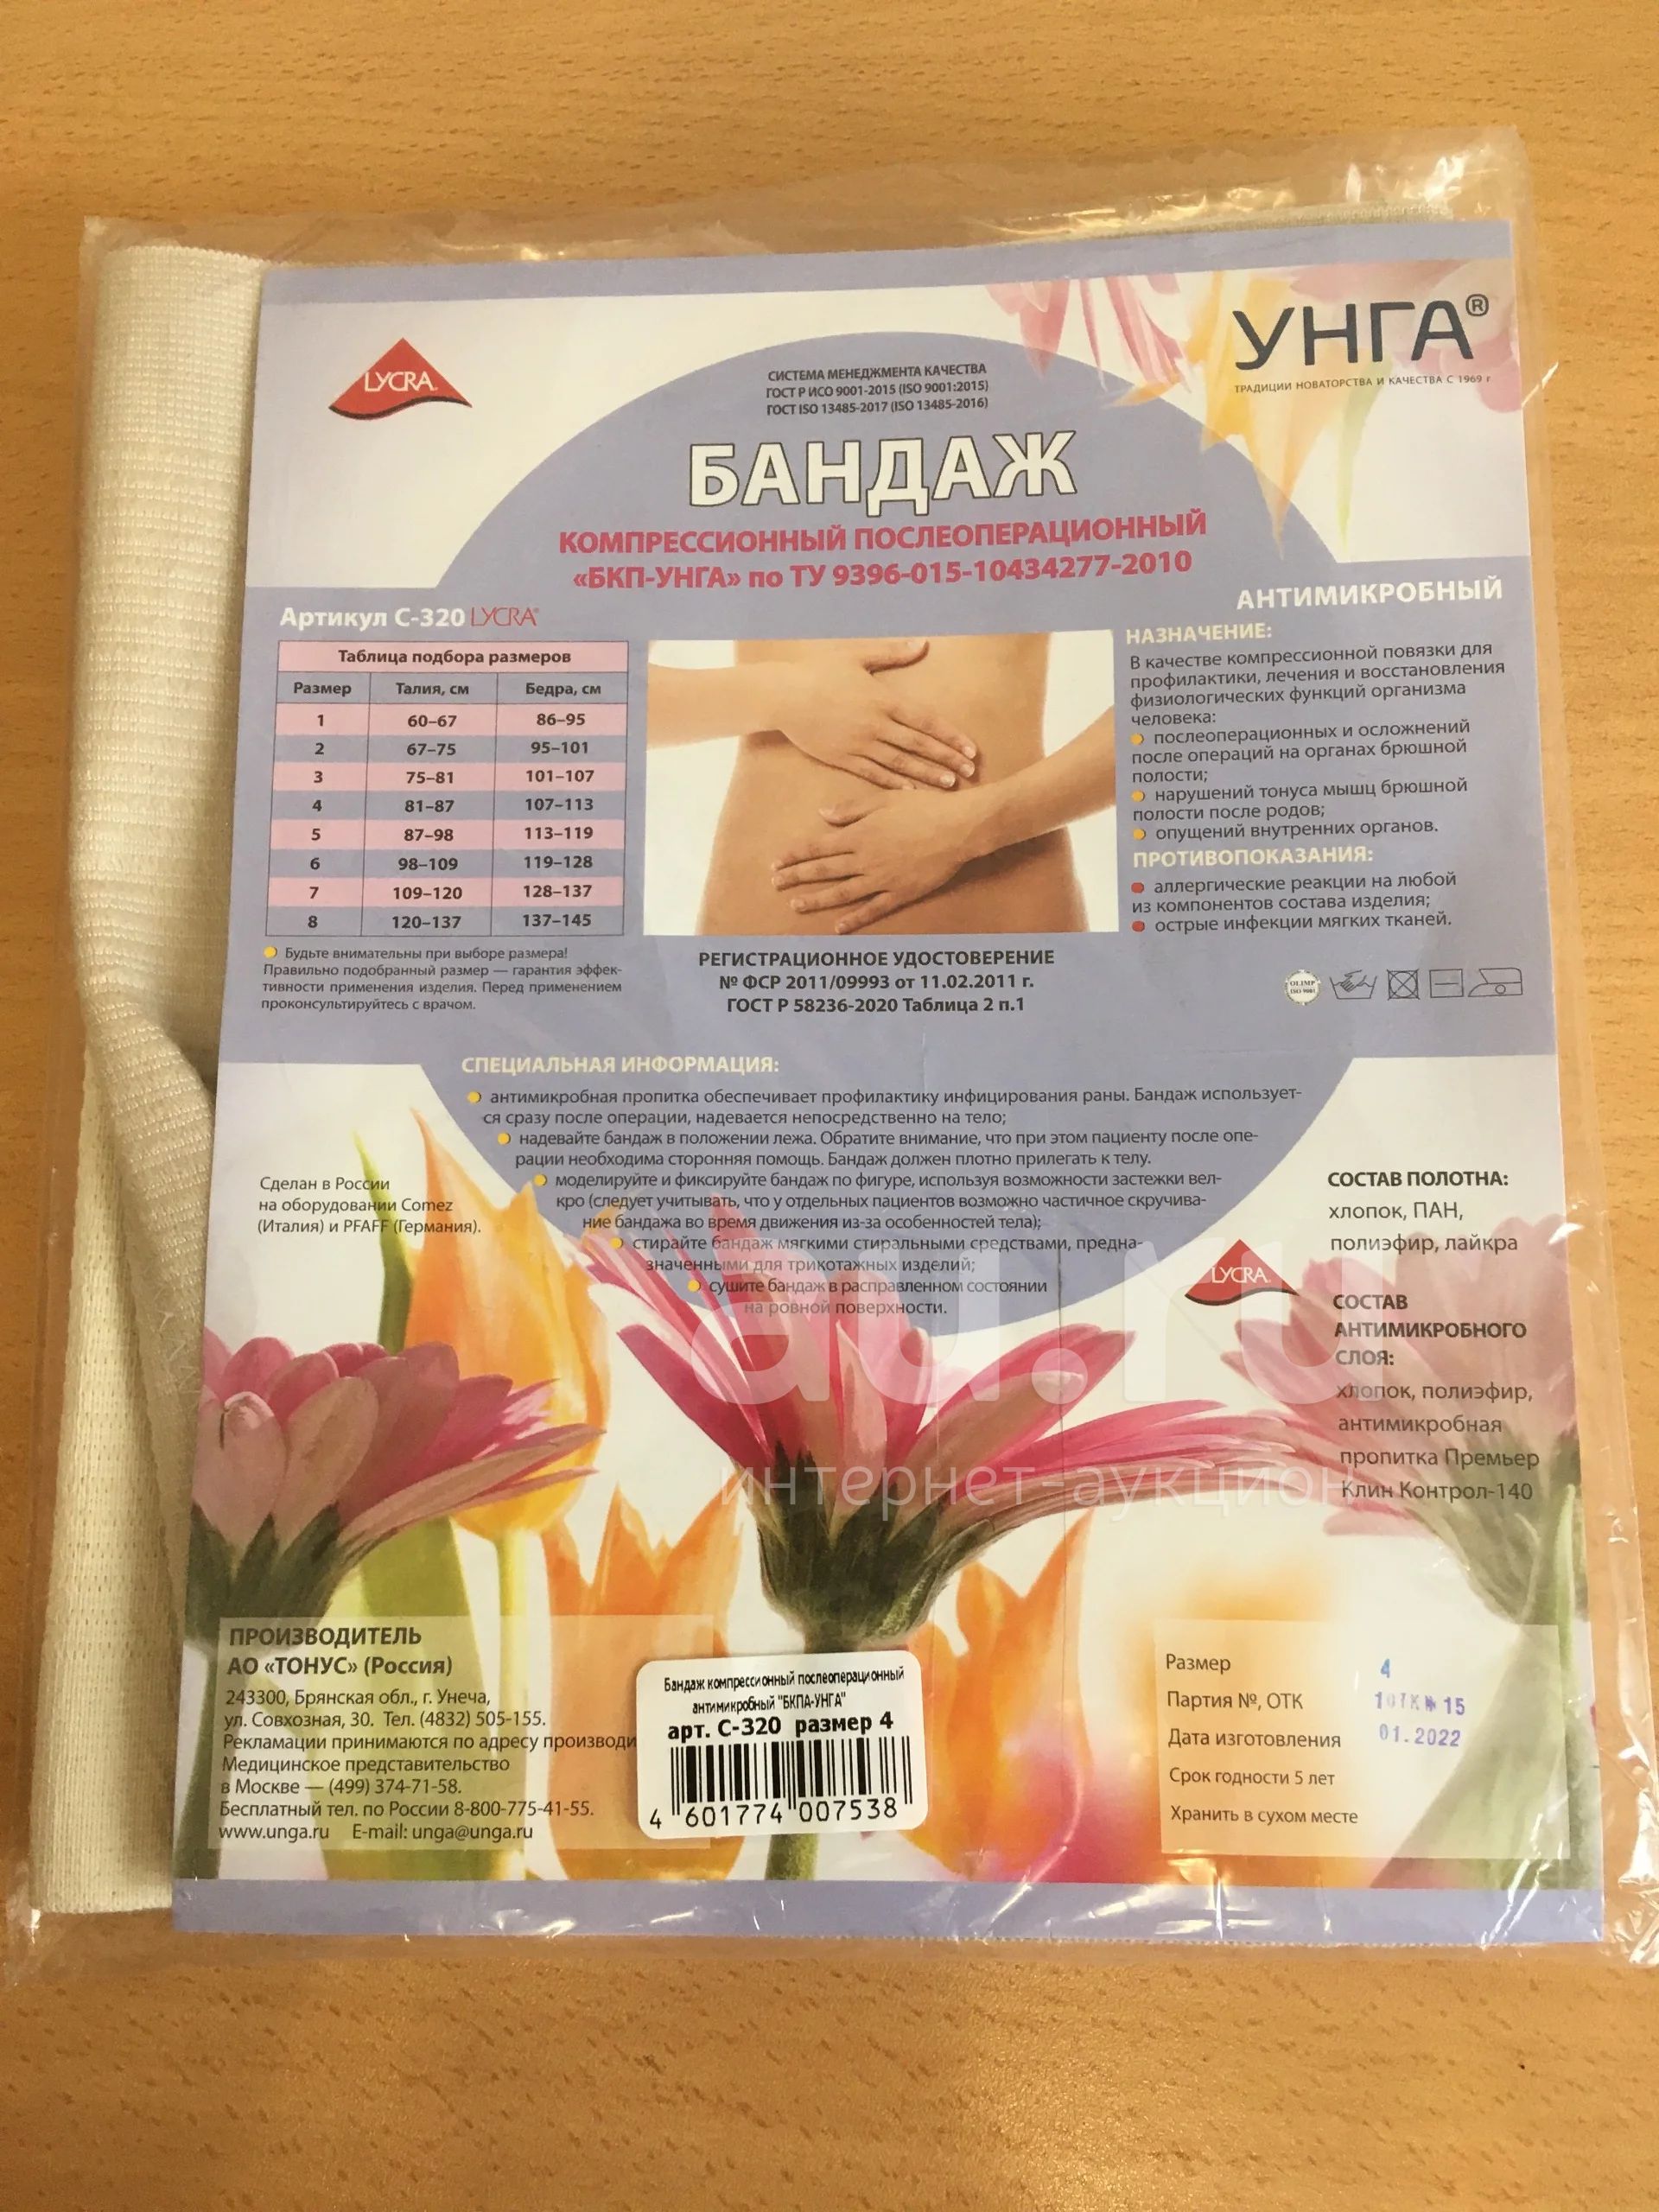 УНГА®
ТРАДИЦИИ НОВАТОРСТВА И КАЧЕСТВА С 1969 г
LYCRA
СИСТЕМА МЕНЕДЖМЕНТА КАЧЕСТВА
ГОСТ Р ИСО 9001-2015 (ISO 9001:2015)
ГОСТ ISO 13485-2017 (ISO 13485-2016)
БАНДАЖ
КОМПРЕССИОННЫЙ ПОСЛЕОПЕРАЦИОННЫЙ
«БКП-УНГА» по ТУ 9396-015-10434277-2010
Артикул С-320 LYCRA®
Таблица подбора размеров
Размер Талия, см Бедра, см
1 60–67 86–95
2 67–75 95–101
3 75–81 101–107
4 81–87 107–113
5 87–98 113–119
6 98–109 119–128
7 109–120 128–137
8 120–137 137–145
Будьте внимательны при выборе размера!
Правильно подобранный размер — гарантия эффек-
тивности применения изделия. Перед применением
проконсультируйтесь с врачом.
РЕГИСТРАЦИОННОЕ УДОСТОВЕРЕНИЕ
№ ФСР 2011/09993 от 11.02.2011 г.
ГОСТ Р 58236-2020 Таблица 2 п.1
АНТИМИКРОБНЫЙ
НАЗНАЧЕНИЕ:
В качестве компрессионной повязки для
профилактики, лечения и восстановления
физиологических функций организма
человека:
послеоперационных и осложнений
после операций на органах брюшной
полости;
нарушений тонуса мышц брюшной
полости после родов;
опущений внутренних органов.
ПРОТИВОПОКАЗАНИЯ:
аллергические реакции на любой
из компонентов состава изделия;
острые инфекции мягких тканей.
OLIMP
ISO 9001
СПЕЦИАЛЬНАЯ ИНФОРМАЦИЯ:
антимикробная пропитка обеспечивает профилактику инфицирования раны. Бандаж использует-
ся сразу после операции, надевается непосредственно на тело;
надевайте бандаж в положении лежа. Обратите внимание, что при этом пациенту после опе-
рации необходима сторонняя помощь. Бандаж должен плотно прилегать к телу.
моделируйте и фиксируйте бандаж по фигуре, используя возможности застежки вел-
кро (следует учитывать, что у отдельных пациентов возможно частичное скручива-
ние бандажа во время движения из-за особенностей тела);
стирайте бандаж мягкими стиральными средствами, предна-
значенными для трикотажных изделий;
сушите бандаж в расправленном состоянии
на ровной поверхности.
Сделан в России
на оборудовании Comez
(Италия) и PFAFF (Германия).
LYCRA
СОСТАВ ПОЛОТНА:
хлопок, ПАН,
полиэфир, лайкра
СОСТАВ
АНТИМИКРОБНОГО
СЛОЯ:
хлопок, полиэфир,
антимикробная
пропитка Премьер
Клин Контрол-140
au.ru
интернет-аукцион
ПРОИЗВОДИТЕЛЬ
АО «ТОНУС» (Россия)
243300, Брянская обл., г. Унеча,
ул. Совхозная, 30. Тел. (4832) 505-155.
Рекламации принимаются по адресу производи
Медицинское представительство
в Москве — (499) 374-71-58.
Бесплатный тел. по России 8-800-775-41-55.
www.unga.ru E-mail: unga@unga.ru
Бандаж компрессионный послеоперационный
антимикробный "БКПА-УНГА"
арт. С-320 размер 4
4 601774 007538
Размер 4
Партия №, ОТК 1 ОТК№ 15
Дата изготовления 01.2022
Срок годности 5 лет
Хранить в сухом месте